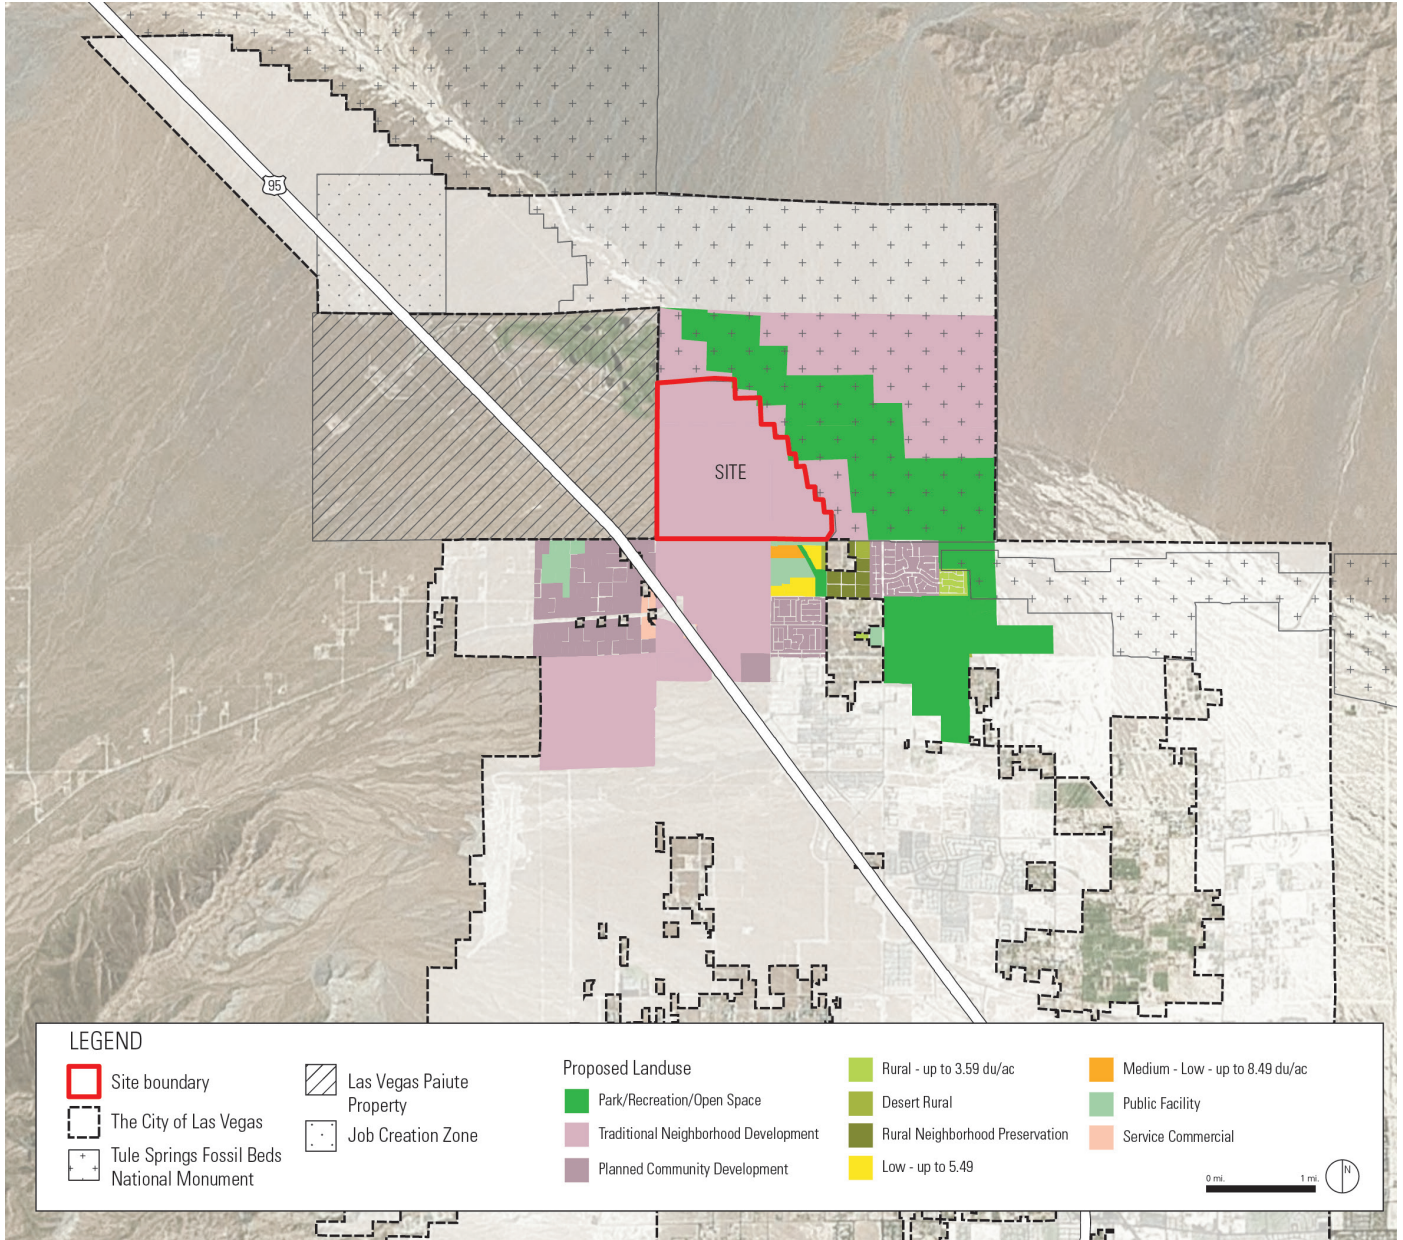 95
SITE
LEGEND
Site boundary
The City of Las Vegas
Tule Springs Fossil Beds
National Monument
Las Vegas Paiute
Property
Job Creation Zone
Proposed Landuse
Park/Recreation/Open Space
Traditional Neighborhood Development
Planned Community Development
Rural - up to 3.59 du/ac
Desert Rural
Rural Neighborhood Preservation
Low - up to 5.49
Medium - Low - up to 8.49 du/ac
Public Facility
Service Commercial
0 mi.
1 mi.
N